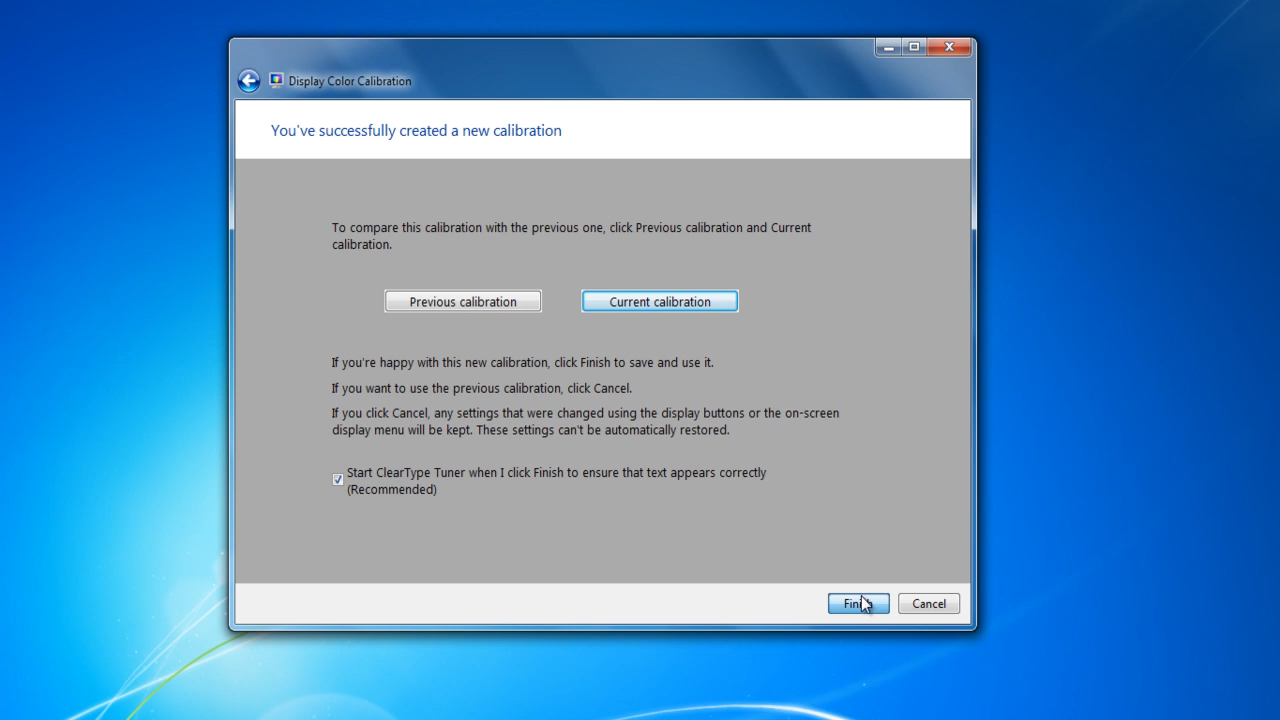 Display Color Calibration
You've successfully created a new calibration
To compare this calibration with the previous one, click Previous calibration and Current
calibration.
Previous calibration
Current calibration
If you're happy with this new calibration, click Finish to save and use it.
If you want to use the previous calibration, click Cancel.
If you click Cancel, any settings that were changed using the display buttons or the on-screen
display menu will be kept. These settings can't be automatically restored.
Start ClearType Tuner when I click Finish to ensure that text appears correctly
(Recommended)
Finish
Cancel